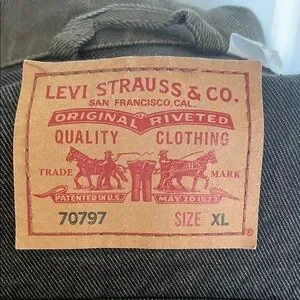 LEVI STRAUSS & CO.
SAN FRANCISCO, CAL.
ORIGINAL RIVETED
QUALITY CLOTHING
TRADE MARK
PATENTED IN U.S. MAY 20 1873
70797 SIZE XL
®